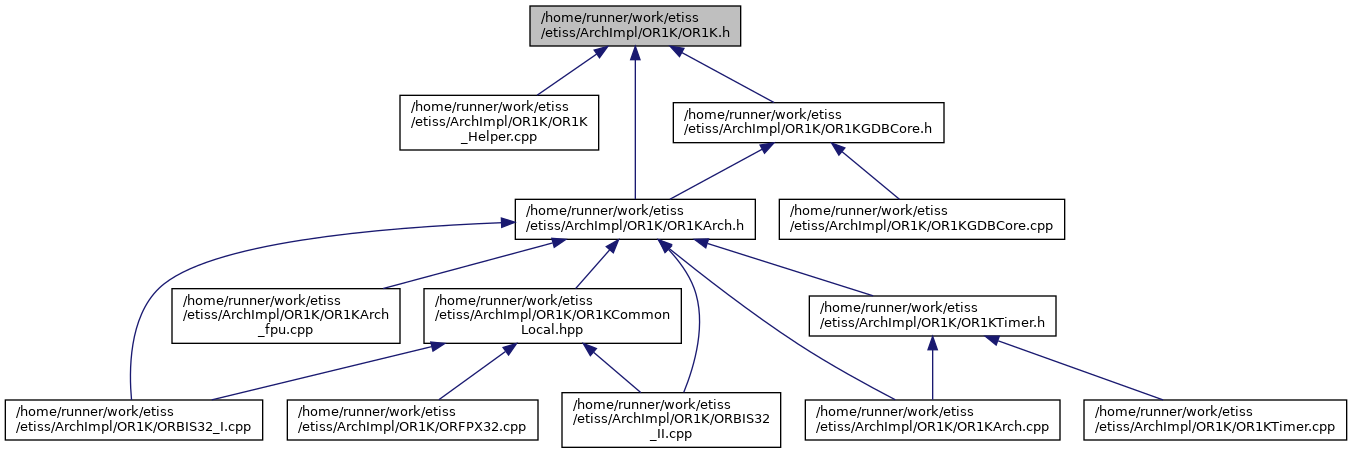 /home/runner/work/etiss
/etiss/ArchImpl/OR1K/OR1K.h
/home/runner/work/etiss
/etiss/ArchImpl/OR1K/OR1K
_Helper.cpp
/home/runner/work/etiss
/etiss/ArchImpl/OR1K/OR1KGDBCore.h
/home/runner/work/etiss
/etiss/ArchImpl/OR1K/OR1KArch.h
/home/runner/work/etiss
/etiss/ArchImpl/OR1K/OR1KGDBCore.cpp
/home/runner/work/etiss
/etiss/ArchImpl/OR1K/OR1KArch
_fpu.cpp
/home/runner/work/etiss
/etiss/ArchImpl/OR1K/OR1KCommon
Local.hpp
/home/runner/work/etiss
/etiss/ArchImpl/OR1K/OR1KTimer.h
/home/runner/work/etiss
/etiss/ArchImpl/OR1K/ORBIS32_I.cpp
/home/runner/work/etiss
/etiss/ArchImpl/OR1K/ORFPX32.cpp
/home/runner/work/etiss
/etiss/ArchImpl/OR1K/ORBIS32
_II.cpp
/home/runner/work/etiss
/etiss/ArchImpl/OR1K/OR1KArch.cpp
/home/runner/work/etiss
/etiss/ArchImpl/OR1K/OR1KTimer.cpp